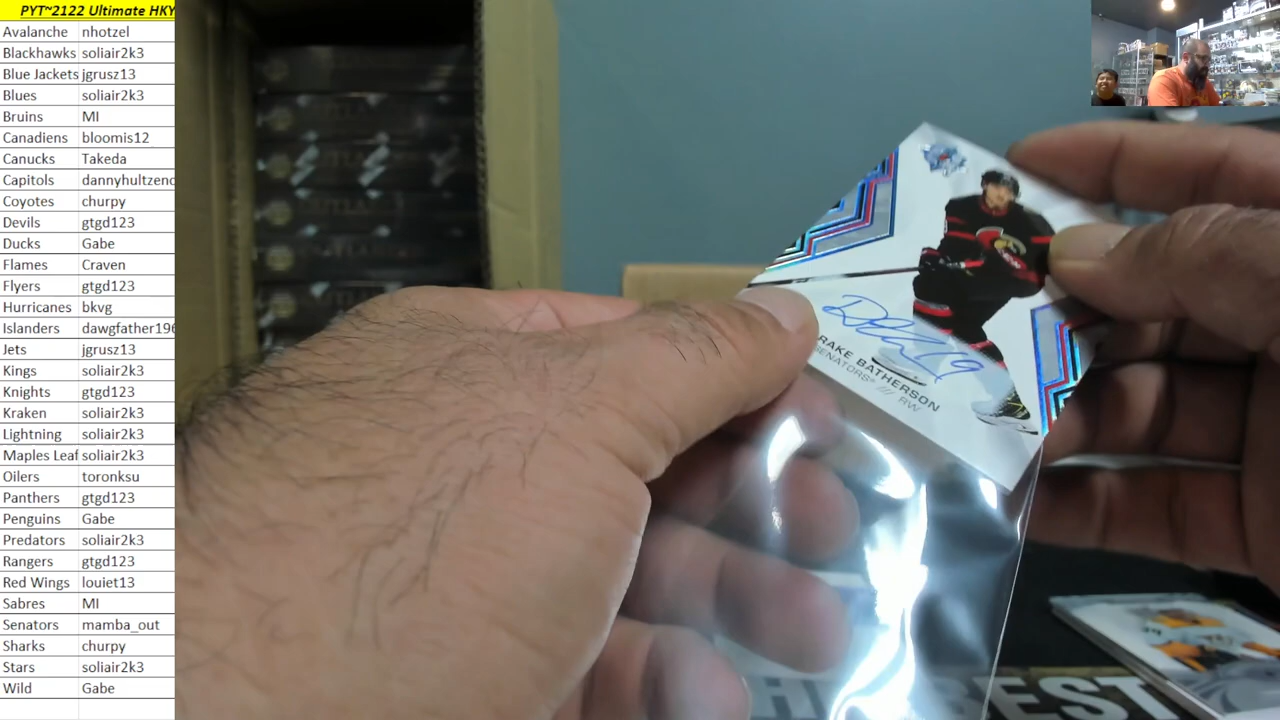 PYT~2122 Ultimate HKY
Avalanche nhotzel
Blackhawks soliair2k3
Blue Jackets jgrusz13
Blues soliair2k3
Bruins MI
Canadiens bloomis12
Canucks Takeda
Capitols dannyhultzen
Coyotes churpy
Devils gtgd123
Ducks Gabe
Flames Craven
Flyers gtgd123
Hurricanes bkvg
Islanders dawgfather196
Jets jgrusz13
Kings soliair2k3
Knights gtgd123
Kraken soliair2k3
Lightning soliair2k3
Maples Leaf soliair2k3
Oilers toronksu
Panthers gtgd123
Penguins Gabe
Predators soliair2k3
Rangers gtgd123
Red Wings louiet13
Sabres MI
Senators mamba_out
Sharks churpy
Stars soliair2k3
Wild Gabe
RAKE BATHERSON
SENATORS /// RW
BEST